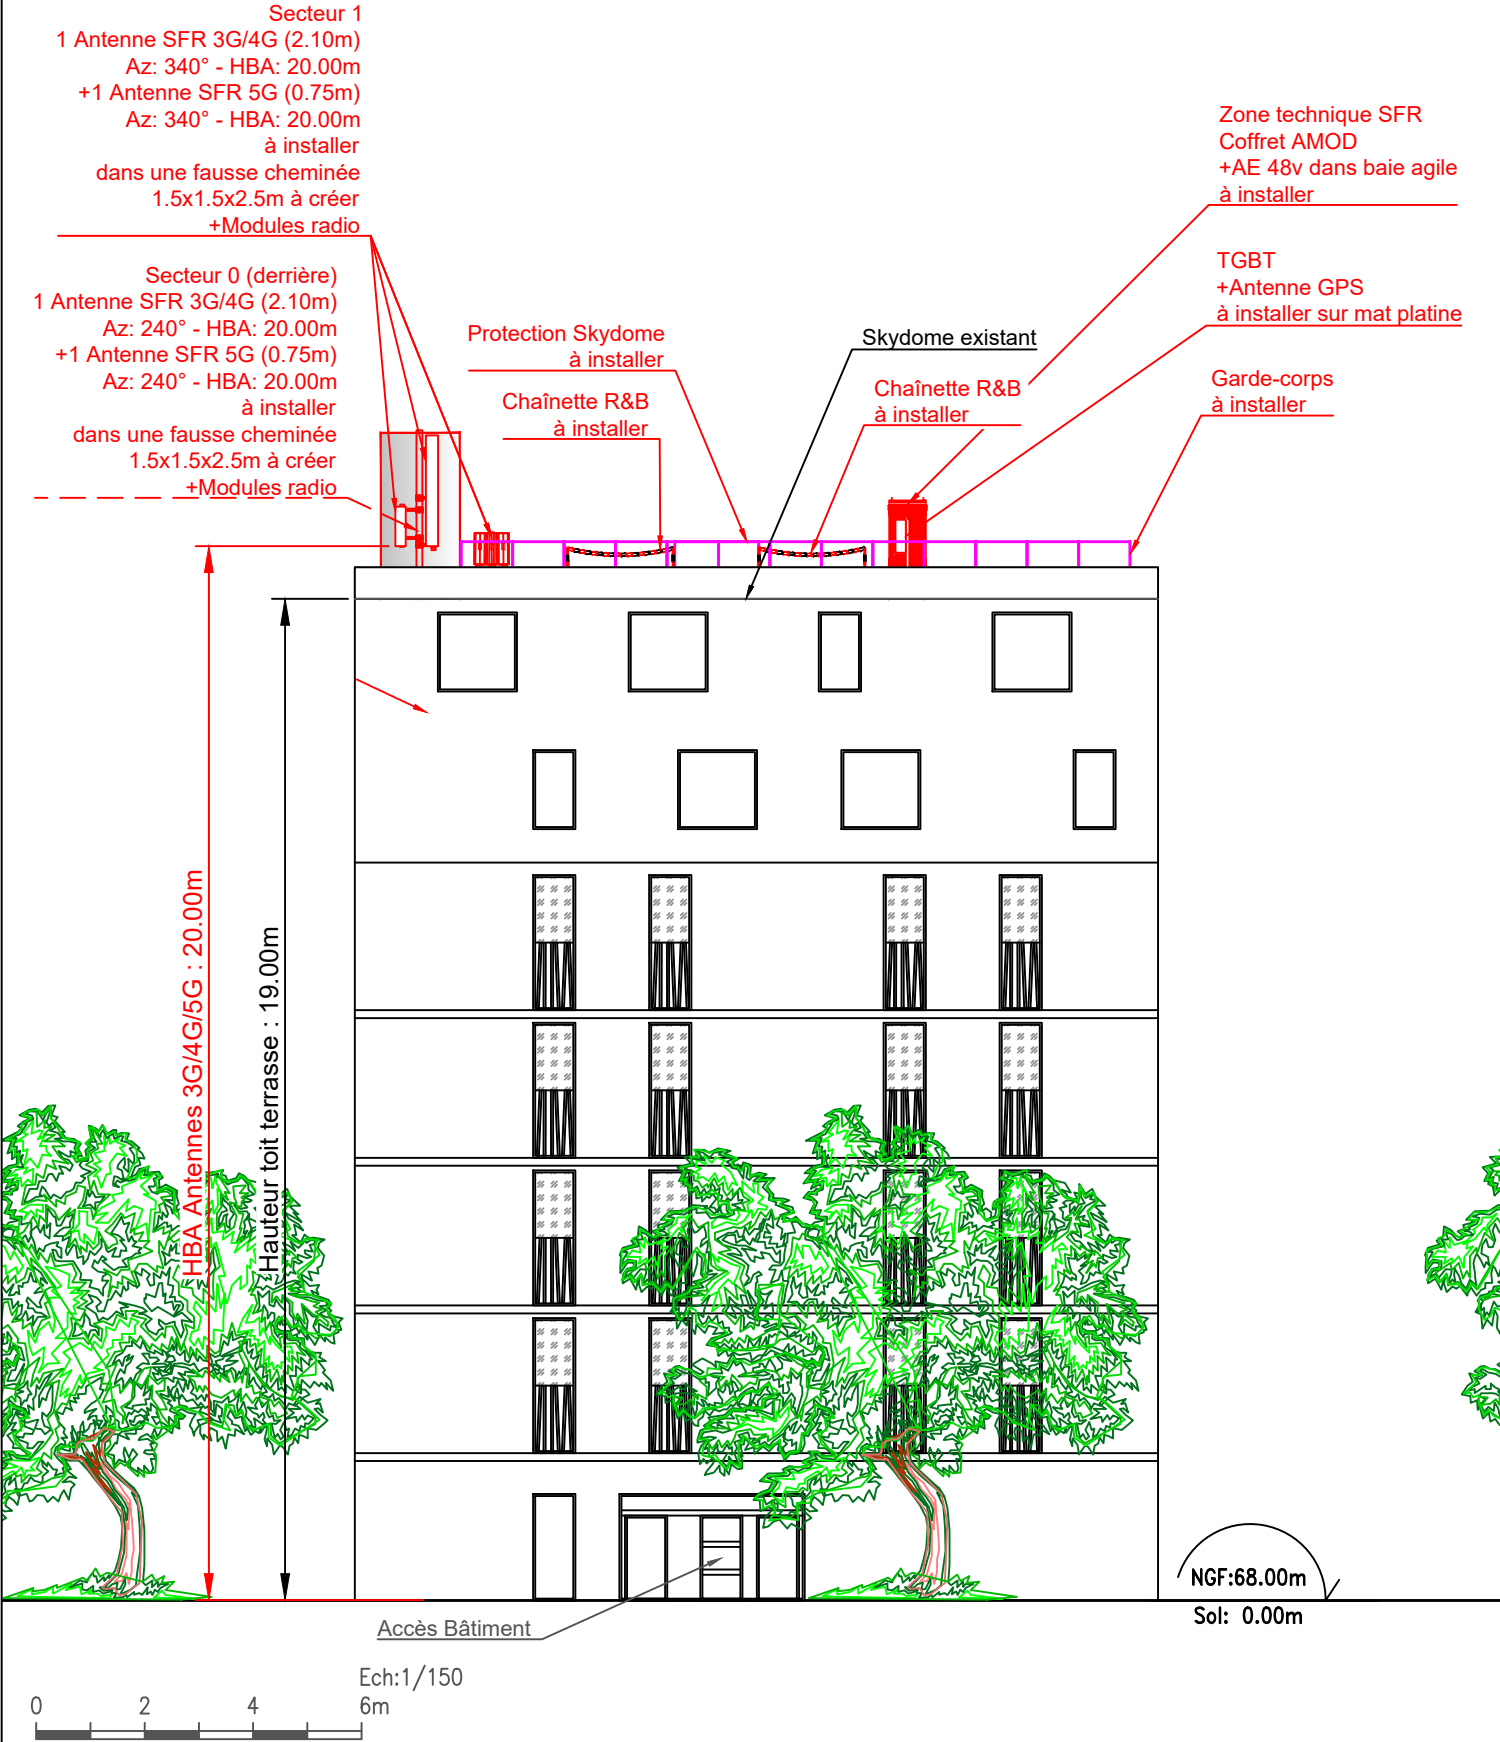 Secteur 1
1 Antenne SFR 3G/4G (2.10m)
Az: 340° - HBA: 20.00m
+1 Antenne SFR 5G (0.75m)
Az: 340° - HBA: 20.00m
à installer
dans une fausse cheminée
1.5x1.5x2.5m à créer
+Modules radio
Secteur 0 (derrière)
1 Antenne SFR 3G/4G (2.10m)
Az: 240° - HBA: 20.00m
+1 Antenne SFR 5G (0.75m)
Az: 240° - HBA: 20.00m
à installer
dans une fausse cheminée
1.5x1.5x2.5m à créer
+Modules radio
Protection Skydome
à installer
Chaînette R&B
à installer
Skydome existant
Chaînette R&B
à installer
Zone technique SFR
Coffret AMOD
+AE 48v dans baie agile
à installer
TGBT
+Antenne GPS
à installer sur mat platine
Garde-corps
à installer
HBA Antennes 3G/4G/5G : 20.00m
Hauteur toit terrasse : 19.00m
NGF:68.00m
Sol: 0.00m
Accès Bâtiment
Ech:1/150
0 2 4 6m